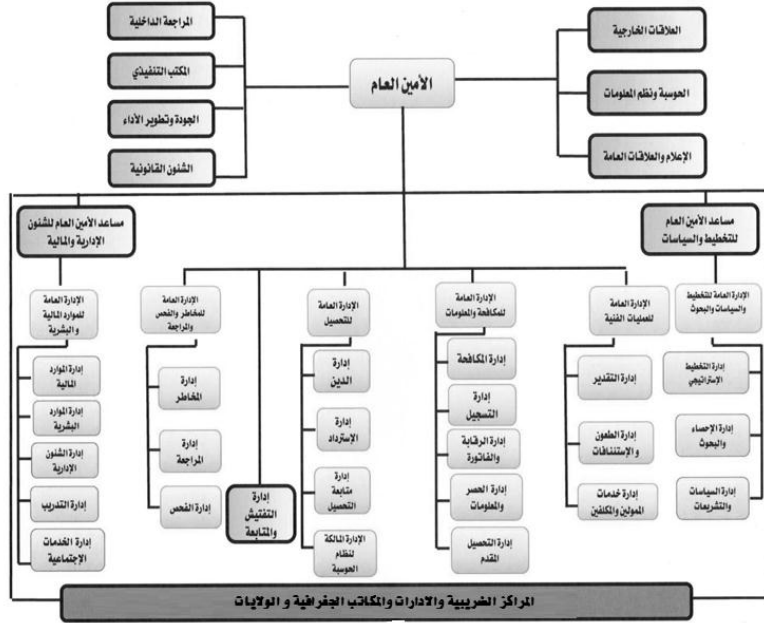 المراجعة الداخلية
المكتب التنفيذي
الجودة وتطوير الأداء
الشئون القانونية
الأمين العام
العلاقات الخارجية
الحوسبة ونظم المعلومات
الإعلام والعلاقات العامة
مساعد الأمين العام
للتخطيط والسياسات
مساعد الأمين العام للشئون
الإدارية والمالية
الإدارة العامة للتخطيط
والسياسات والبحوث
إدارة التخطيط
الإستراتيجي
إدارة الإحصاء
والبحوث
إدارة السياسات
والتشريعات
الإدارة العامة
للعمليات الفنية
إدارة التقدير
إدارة الطعون
والإستئنافات
إدارة خدمات
الممولين والمكلفين
الإدارة العامة
للمكافحة والمعلومات
إدارة المكافحة
إدارة
التسجيل
إدارة الرقابة
والفاتورة
إدارة الحصر
والمعلومات
إدارة التحصيل
المقدم
الإدارة العامة
للتحصيل
إدارة
الدين
إدارة
الإسترداد
إدارة
متابعة
التحصيل
الإدارة المالكة
لنظام
الحوسبة
إدارة
التفتيش
والمتابعة
الإدارة العامة
للمخاطر والفحص
والمراجعة
إدارة
المخاطر
إدارة
المراجعة
إدارة الفحص
الإدارة العامة
للموارد المالية
والبشرية
إدارة الموارد
المالية
إدارة الموارد
البشرية
إدارة الشئون
الإدارية
إدارة التدريب
إدارة الخدمات
الإجتماعية
المراكز الضريبية والادارات والمكاتب الجغرافية و الولايات